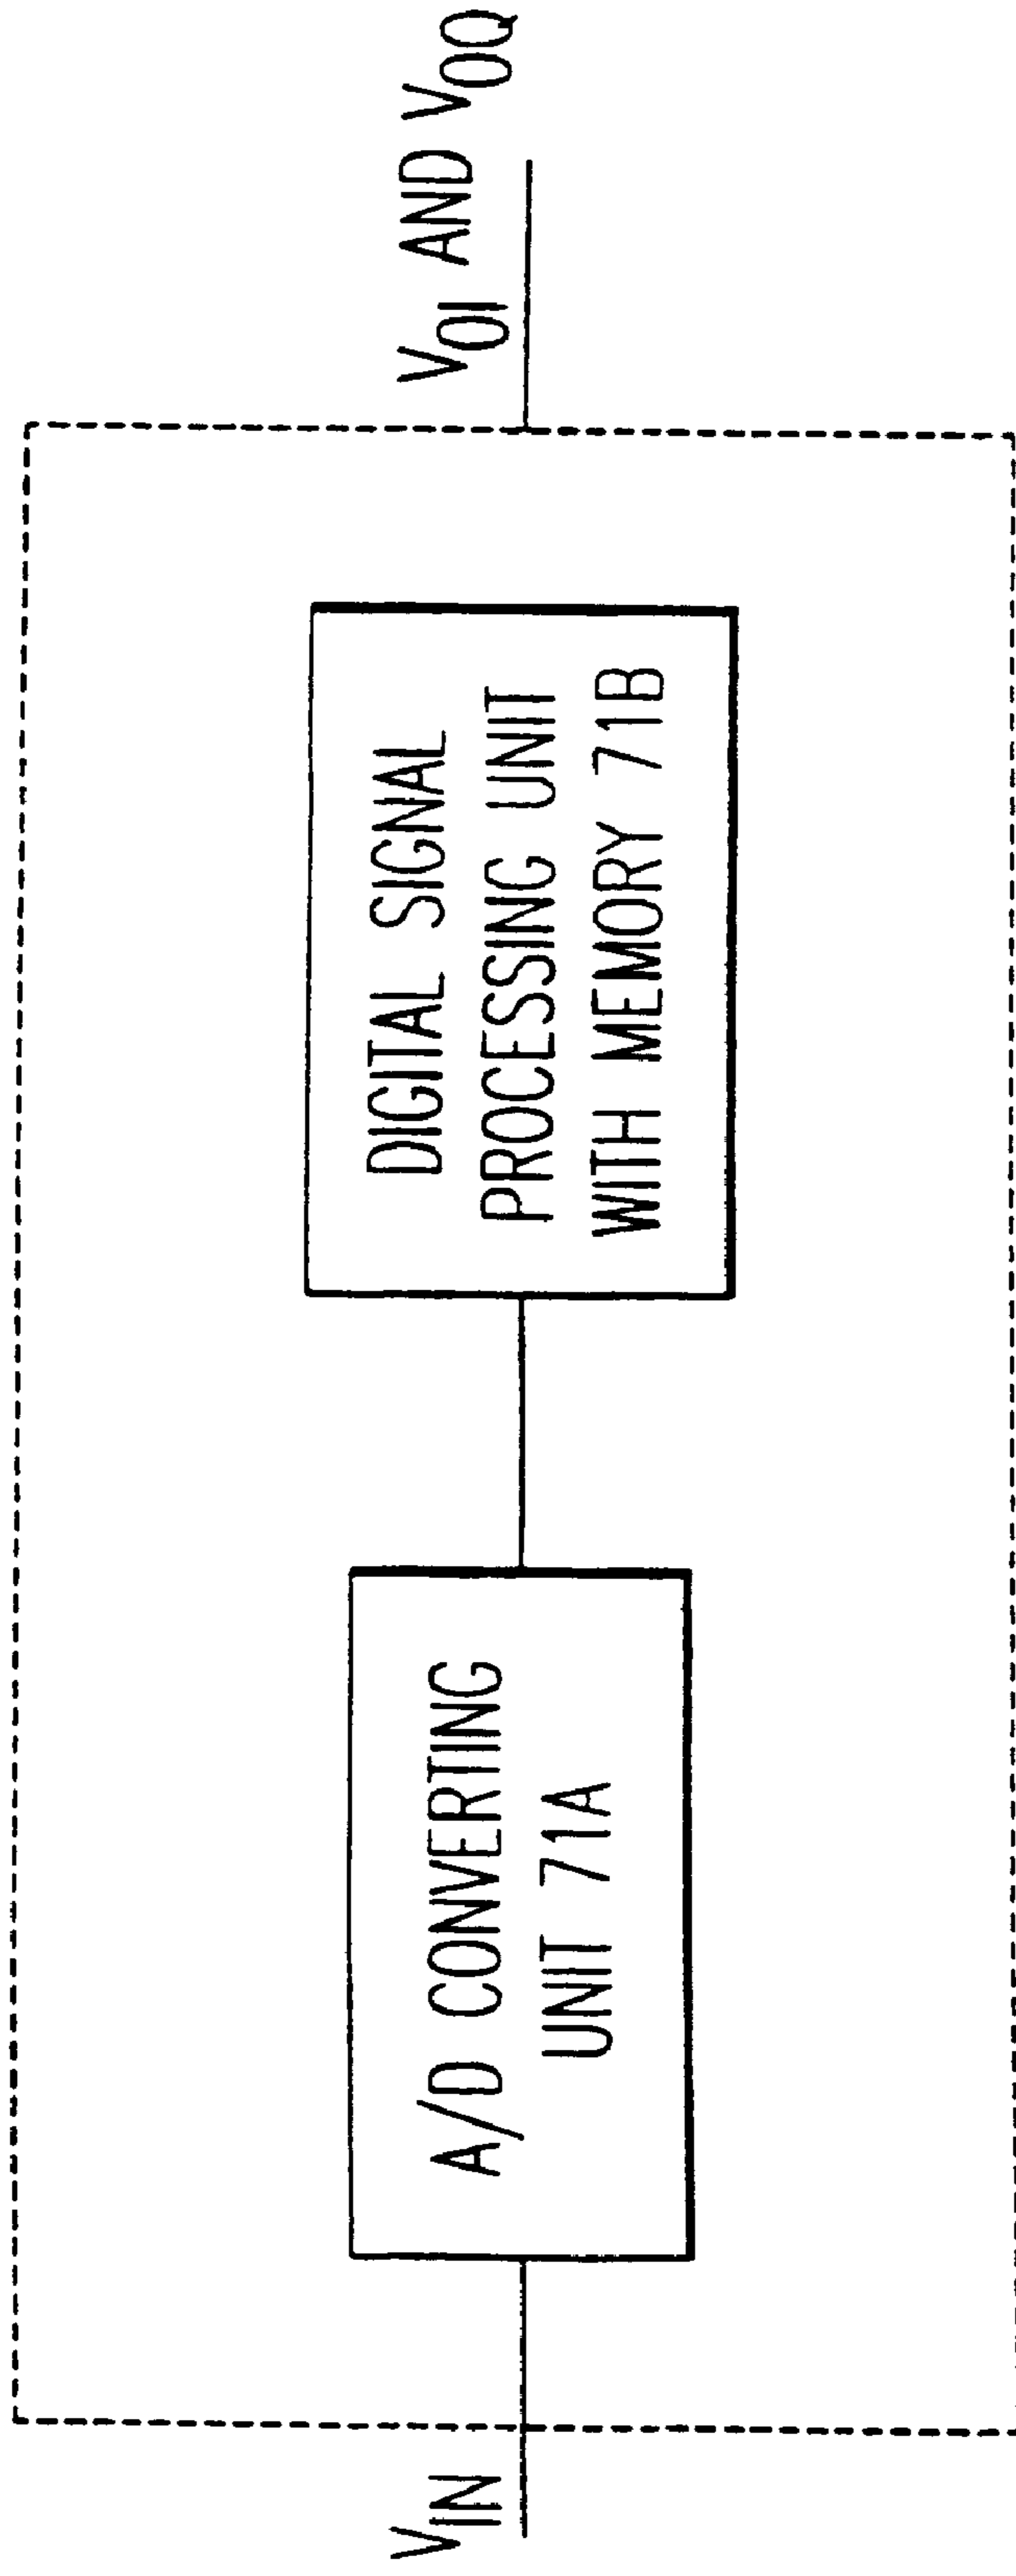 V_IN
A/D CONVERTING
UNIT 71A
DIGITAL SIGNAL
PROCESSING UNIT
WITH MEMORY 71B
V_OI AND V_OQ